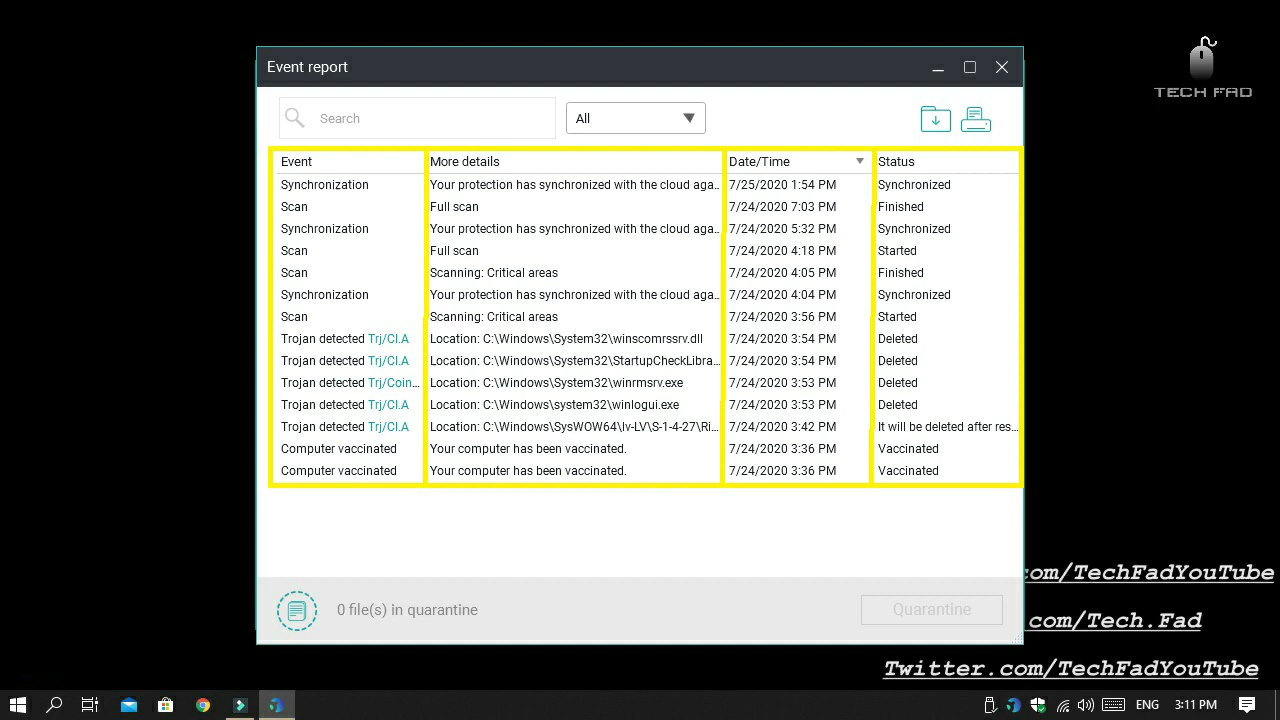 Event report
TECH FAD
Search
All
Event More details Date/Time Status
Synchronization Your protection has synchronized with the cloud aga... 7/25/2020 1:54 PM Synchronized
Scan Full scan 7/24/2020 7:03 PM Finished
Synchronization Your protection has synchronized with the cloud aga... 7/24/2020 5:32 PM Synchronized
Scan Full scan 7/24/2020 4:18 PM Started
Scan Scanning: Critical areas 7/24/2020 4:05 PM Finished
Synchronization Your protection has synchronized with the cloud aga... 7/24/2020 4:04 PM Synchronized
Scan Scanning: Critical areas 7/24/2020 3:56 PM Started
Trojan detected Trj/CI.A Location: C:\Windows\System32\winscomrssrv.dll 7/24/2020 3:54 PM Deleted
Trojan detected Trj/CI.A Location: C:\Windows\System32\StartupCheckLibra... 7/24/2020 3:54 PM Deleted
Trojan detected Trj/Coin... Location: C:\Windows\System32\winrmsrv.exe 7/24/2020 3:53 PM Deleted
Trojan detected Trj/CI.A Location: C:\Windows\system32\winlogui.exe 7/24/2020 3:53 PM Deleted
Trojan detected Trj/CI.A Location: C:\Windows\SysWOW64\lv-LV\S-1-4-27\Ri... 7/24/2020 3:42 PM It will be deleted after res...
Computer vaccinated Your computer has been vaccinated. 7/24/2020 3:36 PM Vaccinated
Computer vaccinated Your computer has been vaccinated. 7/24/2020 3:36 PM Vaccinated
com/TechFadYouTube
0 file(s) in quarantine Quarantine
com/Tech.Fad
Twitter.com/TechFadYouTube
ENG 3:11 PM